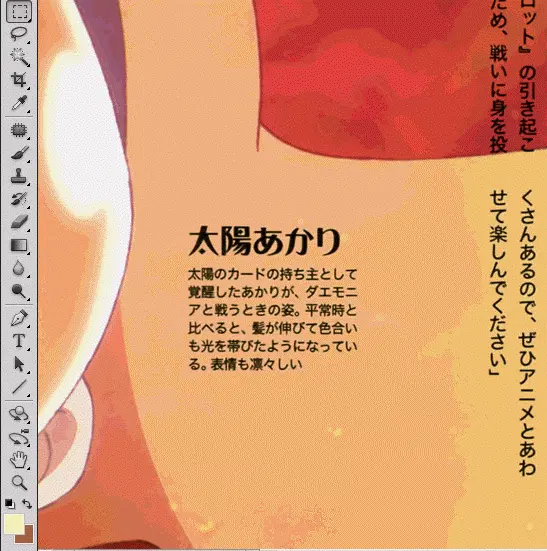 ロット』の引き起こ
ため、戦いに身を投
くさんあるので、ぜひアニメとあわ
せて楽しんでください」
太陽あかり
太陽のカードの持ち主として
覚醒したあかりが、ダエモニ
アと戦うときの姿。平常時と
比べると、髪が伸びて色合い
も光を帯びたようになってい
る。表情も凛々しい
T